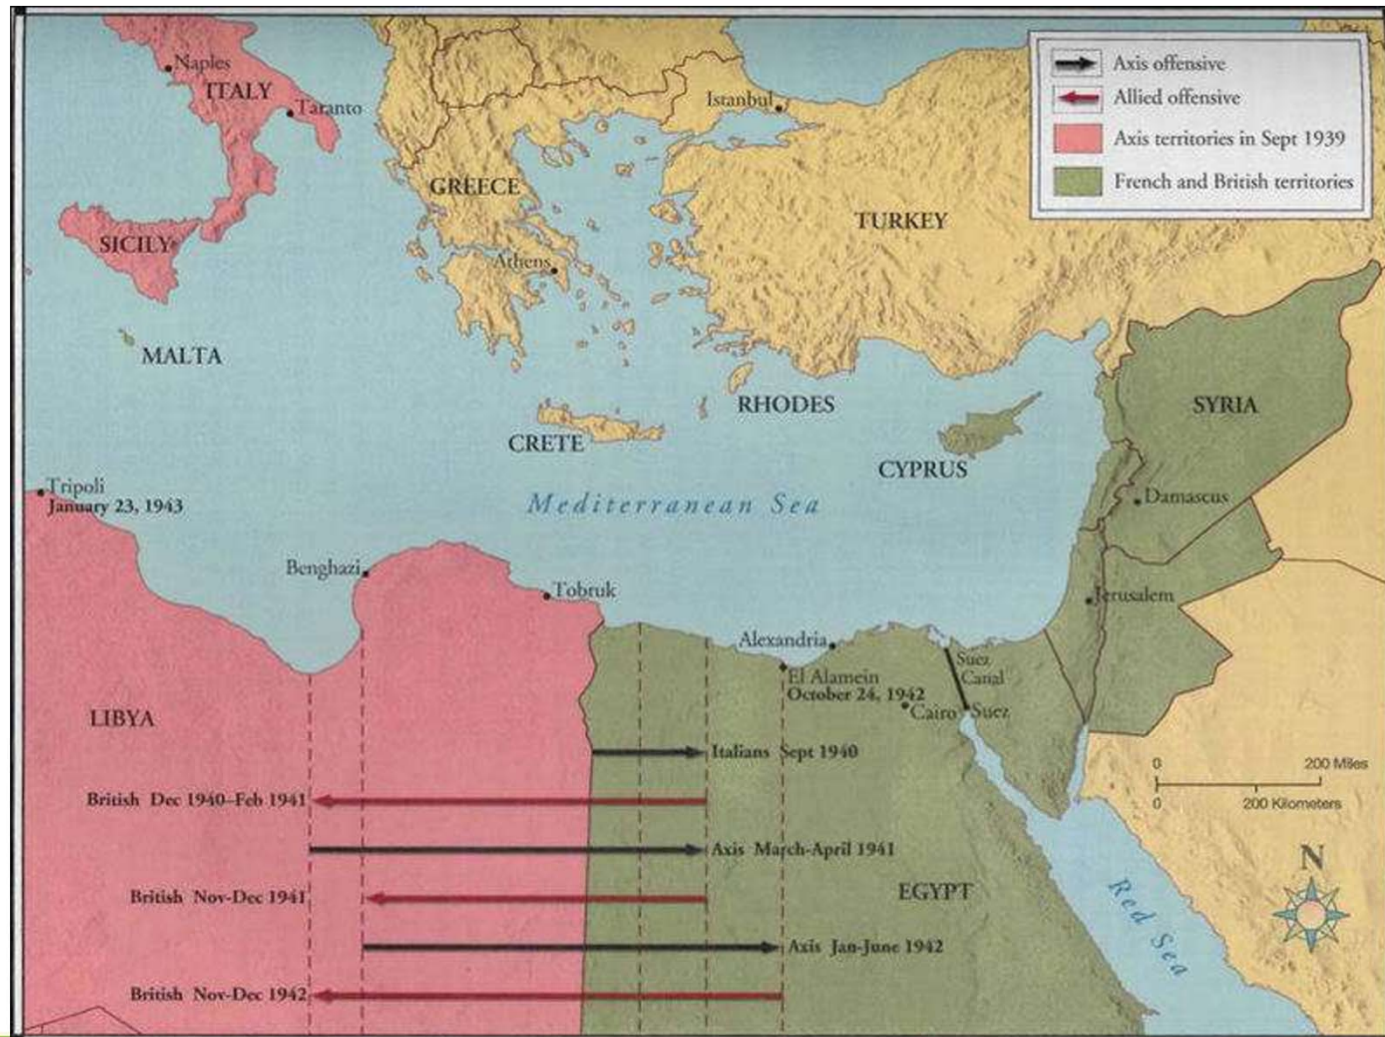 Axis offensive
Allied offensive
Axis territories in Sept 1939
French and British territories
Naples
ITALY
Taranto
Istanbul
GREECE
TURKEY
SICILY
Athens
MALTA
RHODES
SYRIA
CRETE
CYPRUS
Tripoli
January 23, 1943
Mediterranean Sea
Damascus
Benghazi
Tobruk
Jerusalem
Alexandria
Suez
Canal
El Alamein
October 24, 1942
Cairo
Suez
LIBYA
Italians Sept 1940
0 200 Miles
0 200 Kilometers
British Dec 1940–Feb 1941
Axis March-April 1941
N
British Nov-Dec 1941
EGYPT
Red Sea
Axis Jan-June 1942
British Nov-Dec 1942